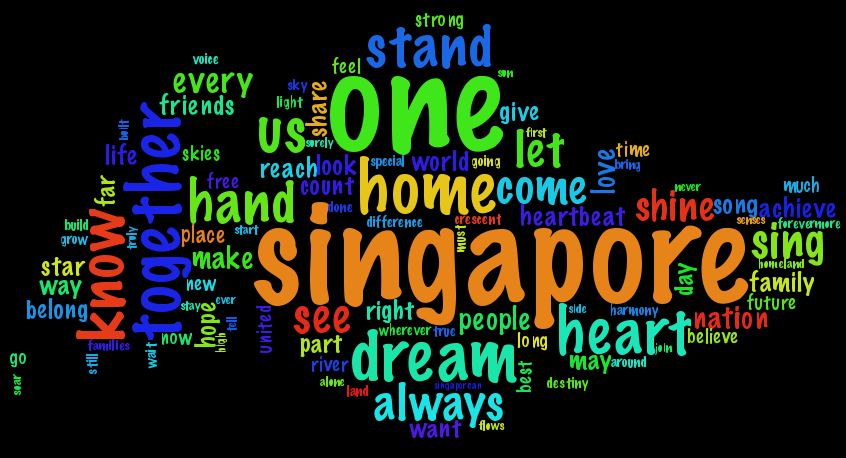 strong
stand
voice
every
feel
sun
sky
friends
light
share
one
give
built
us
surely
first
let
time
life
together
skies
reach
look
special
world
going
love
bring
far
free
count
home
come
never
much
hand
done
difference
crescent
heartbeat
shine
song
achieve
senses
forevermore
build
grow
know
truly
place
start
singapore
must
sing
star
make
homeland
way
new
day
family
belong
stay
ever
hope
tell
united
see
right
people
side
harmony
future
heart
nation
now
high
wherever
true
long
believe
families
wait
part
join
go
still
river
dream
may
around
soar
alone
land
singaporean
best
destiny
always
want
flows